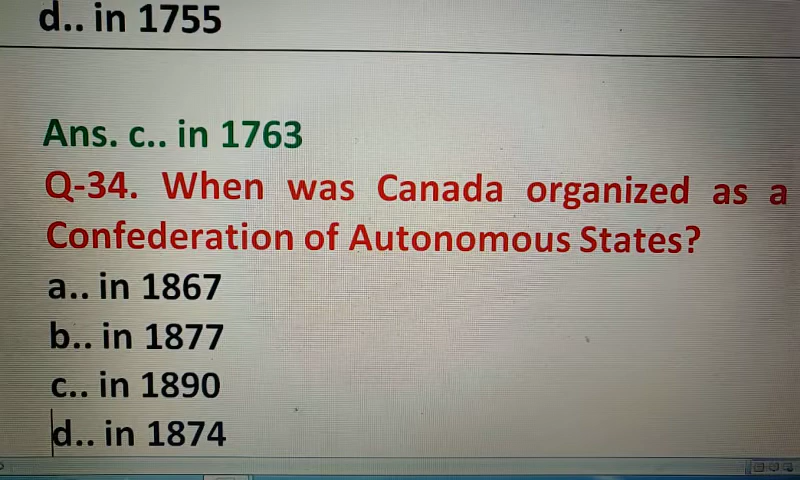 d.. in 1755
Ans. c.. in 1763
Q-34. When was Canada organized as a
Confederation of Autonomous States?
a.. in 1867
b.. in 1877
c.. in 1890
d.. in 1874